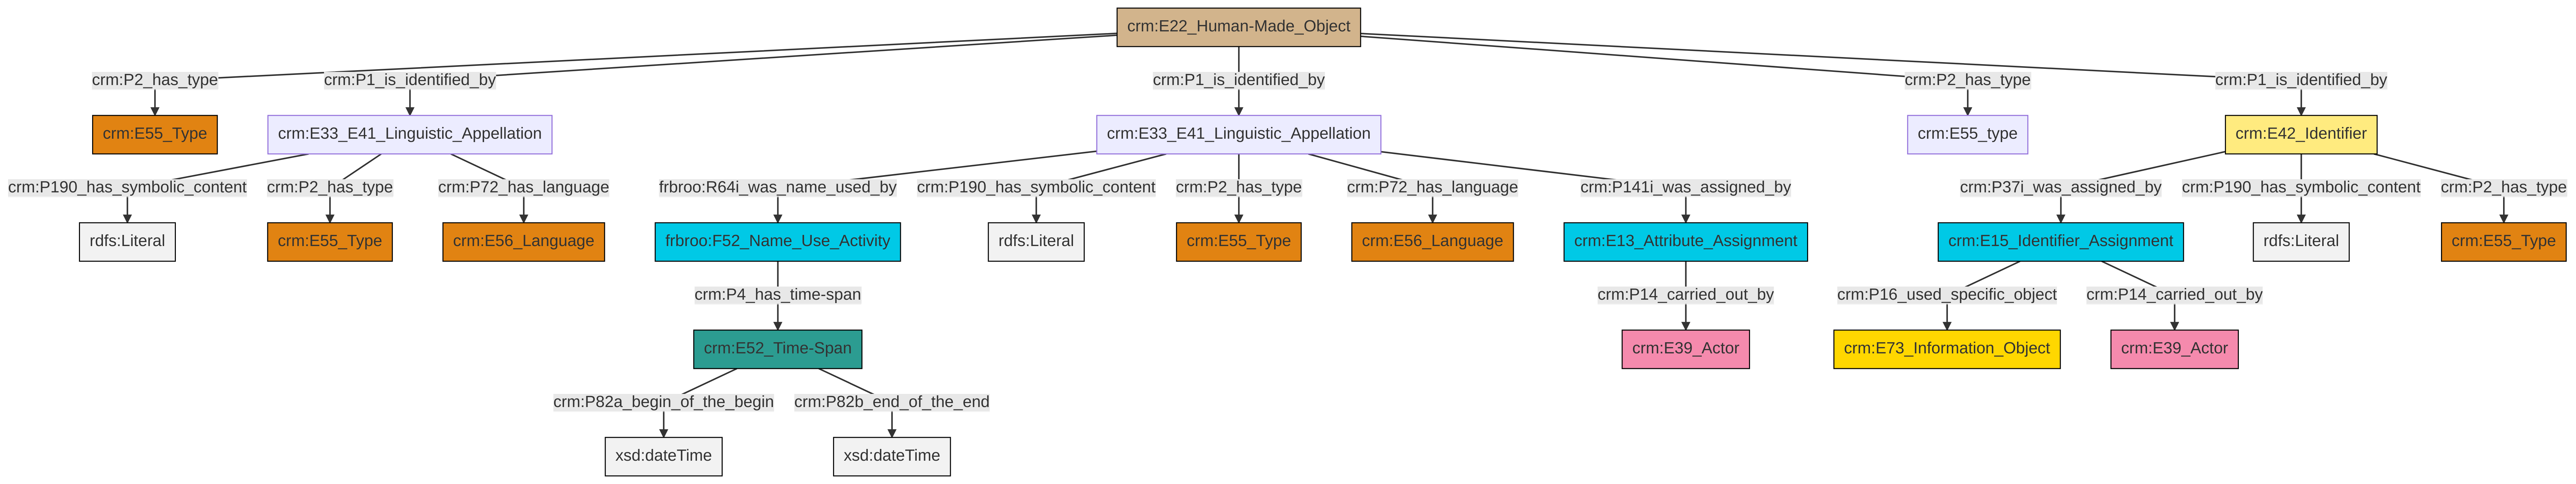 crm:E22_Human-Made_Object
crm:P2_has_type
crm:P1_is_identified_by
crm:P1_is_identified_by
crm:P2_has_type
crm:P1_is_identified_by
crm:E55_Type
crm:E33_E41_Linguistic_Appellation
crm:E33_E41_Linguistic_Appellation
crm:E55_type
crm:E42_Identifier
crm:P190_has_symbolic_content
crm:P2_has_type
crm:P72_has_language
frbroo:R64i_was_name_used_by
crm:P190_has_symbolic_content
crm:P2_has_type
crm:P72_has_language
crm:P141i_was_assigned_by
crm:P37i_was_assigned_by
crm:P190_has_symbolic_content
crm:P2_has_type
rdfs:Literal
crm:E55_Type
crm:E56_Language
frbroo:F52_Name_Use_Activity
rdfs:Literal
crm:E55_Type
crm:E56_Language
crm:E13_Attribute_Assignment
crm:E15_Identifier_Assignment
rdfs:Literal
crm:E55_Type
crm:P4_has_time-span
crm:P14_carried_out_by
crm:P16_used_specific_object
crm:P14_carried_out_by
crm:E52_Time-Span
crm:E39_Actor
crm:E73_Information_Object
crm:E39_Actor
crm:P82a_begin_of_the_begin
crm:P82b_end_of_the_end
xsd:dateTime
xsd:dateTime